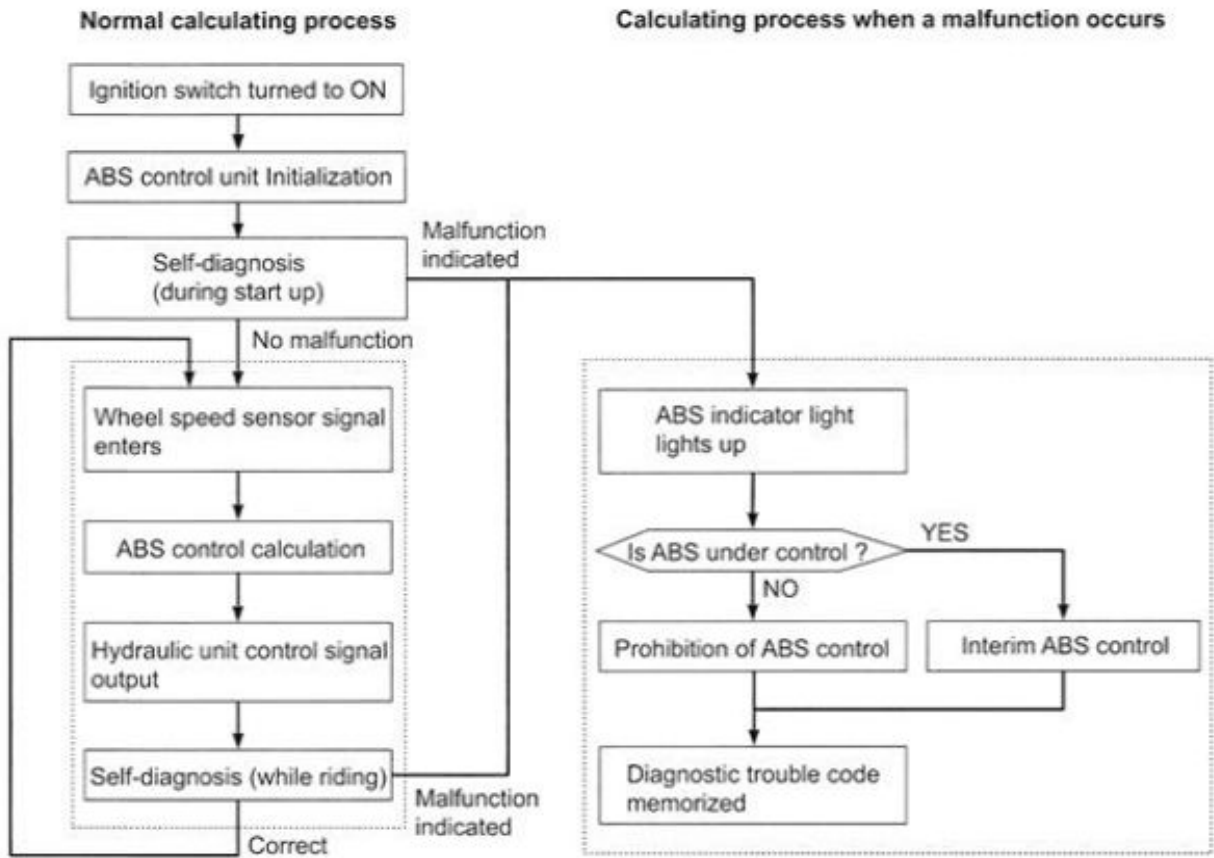 Normal calculating process
Calculating process when a malfunction occurs
Ignition switch turned to ON
ABS control unit Initialization
Self-diagnosis
(during start up)
Malfunction
indicated
No malfunction
Wheel speed sensor signal
enters
ABS control calculation
Hydraulic unit control signal
output
Self-diagnosis (while riding)
Malfunction
indicated
Correct
ABS indicator light
lights up
Is ABS under control ?
YES
NO
Prohibition of ABS control
Interim ABS control
Diagnostic trouble code
memorized